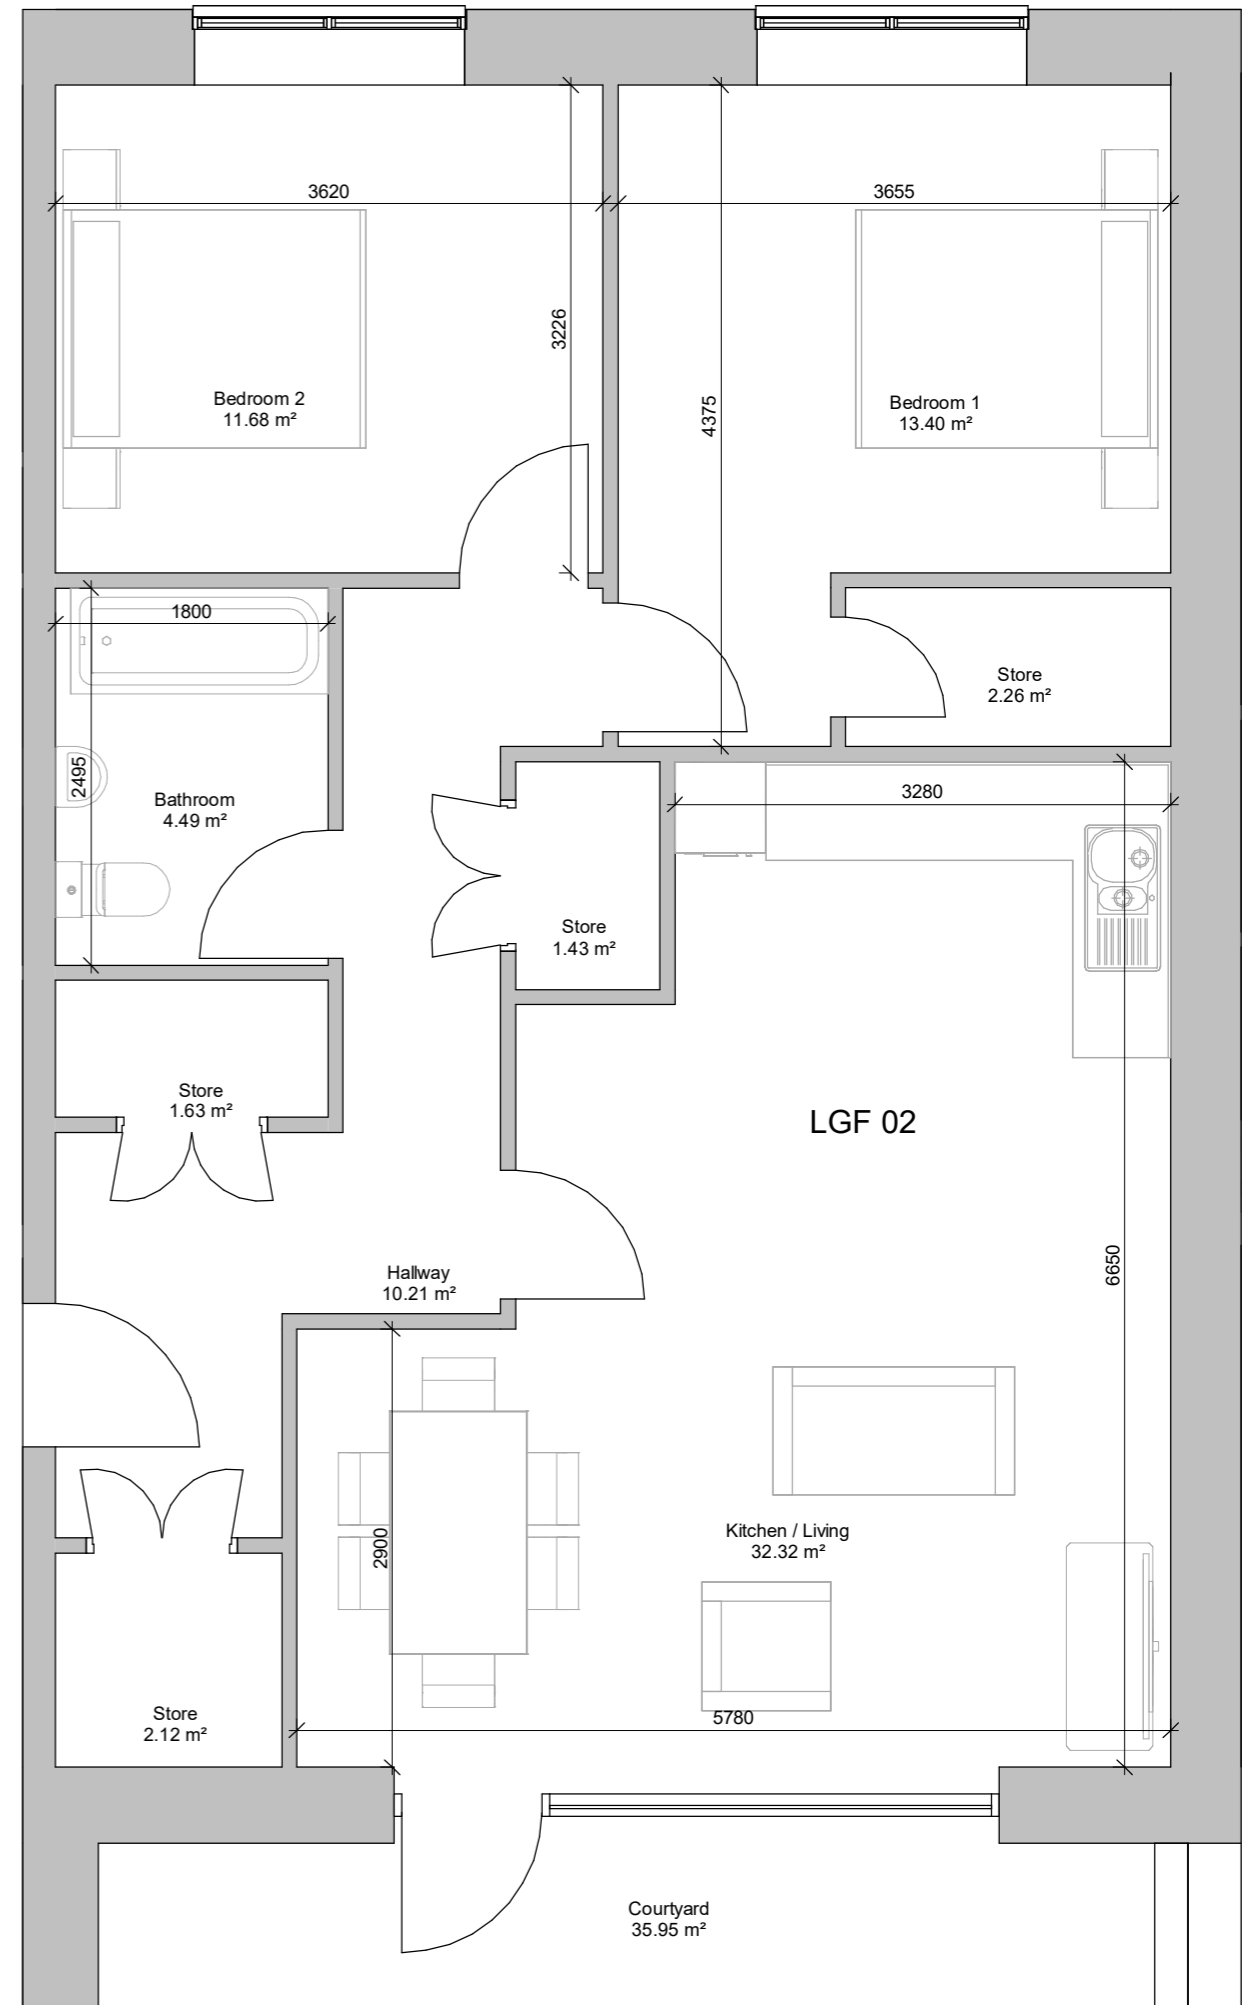 3620
3655
3226
4375
Bedroom 2
11.68 m²
Bedroom 1
13.40 m²
1800
2495
Bathroom
4.49 m²
Store
2.26 m²
3280
Store
1.43 m²
Store
1.63 m²
LGF 02
6650
Hallway
10.21 m²
2900
Kitchen / Living
32.32 m²
Store
2.12 m²
5780
Courtyard
35.95 m²